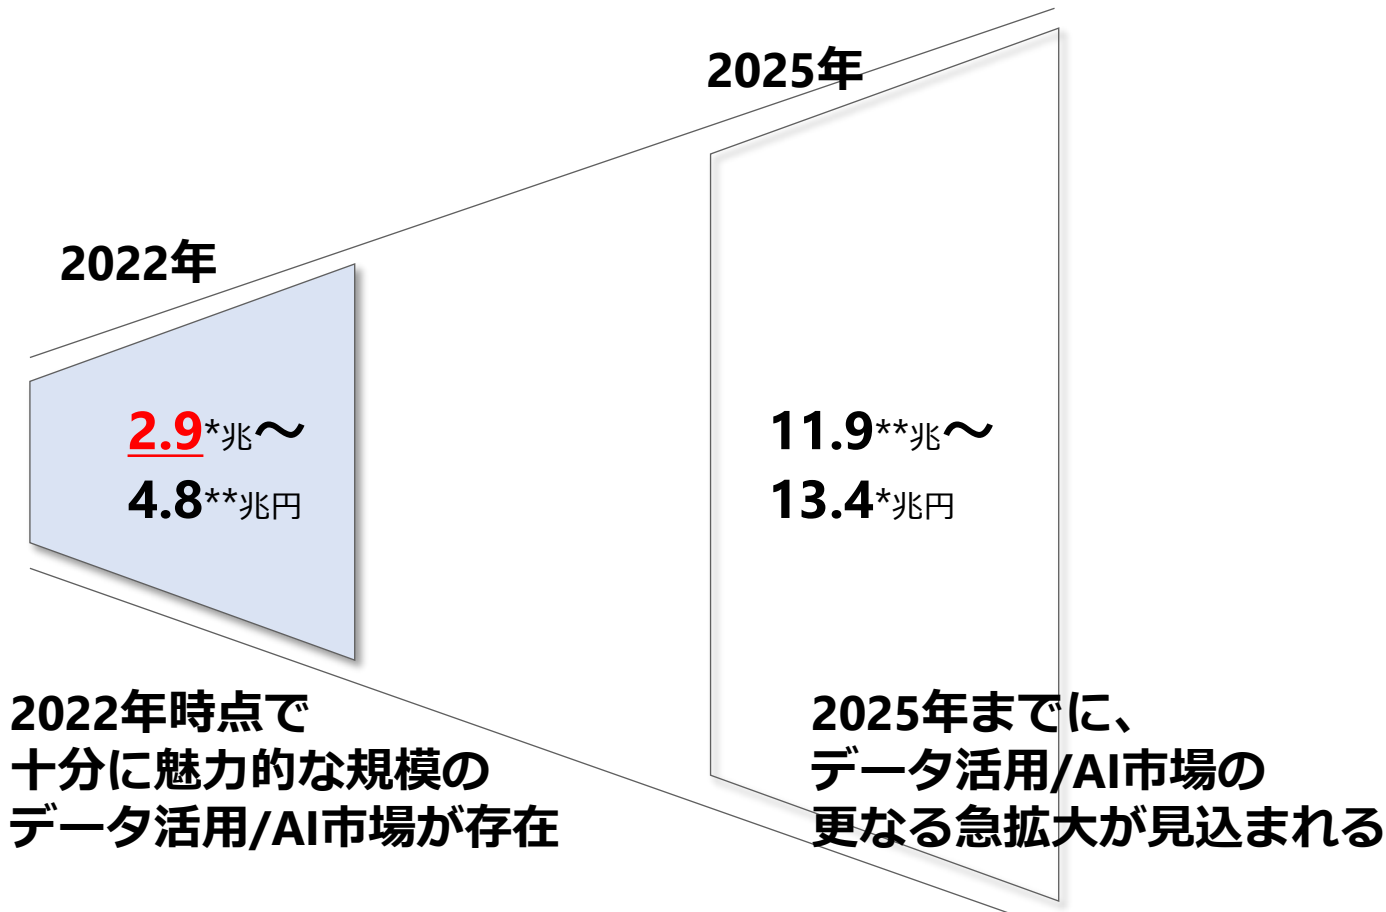 2022年
2.9*兆～
4.8**兆円
2022年時点で
十分に魅力的な規模の
データ活用/AI市場が存在
2025年
11.9**兆～
13.4*兆円
2025年までに、
データ活用/AI市場の
更なる急拡大が見込まれる